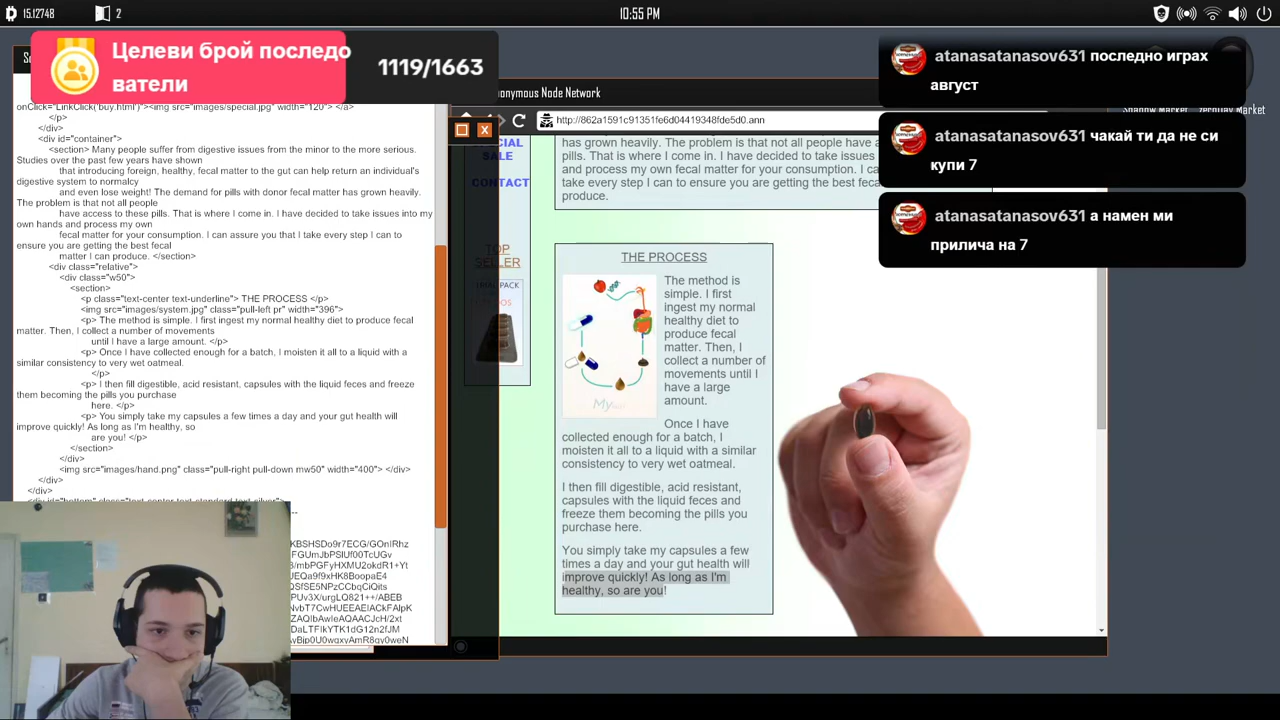 15.12748
2
10:55 PM
Целеви брой последо
ватели
1119/1663
atanasatanasov631 последно играх
август
atanasatanasov631 чакай ти да не си
купи 7
atanasatanasov631 а намен ми
прилича на 7
onClick="LinkClick('buy.html')"><img src="images/special.jpg" width="120"> </a>
</p>
</div>
<div id="container">
<section> Many people suffer from digestive issues from the minor to the more serious.
Studies over the past few years have shown
that introducing foreign, healthy, fecal matter to the gut can help return an individual's
digestive system to normalcy
and even lose weight! The demand for pills with donor fecal matter has grown heavily.
The problem is that not all people
have access to these pills. That is where I come in. I have decided to take issues into my
own hands and process my own
fecal matter for your consumption. I can assure you that I take every step I can to
ensure you are getting the best fecal
matter I can produce. </section>
<div class="relative">
<div class="w50">
<section>
<p class="text-center text-underline"> THE PROCESS </p>
<img src="images/system.jpg" class="pull-left pr" width="396">
<p> The method is simple. I first ingest my normal healthy diet to produce fecal
matter. Then, I collect a number of movements
until I have a large amount. </p>
<p> Once I have collected enough for a batch, I moisten it all to a liquid with a
similar consistency to very wet oatmeal.
</p>
<p> I then fill digestible, acid resistant, capsules with the liquid feces and freeze
them becoming the pills you purchase
here. </p>
<p> You simply take my capsules a few times a day and your gut health will
improve quickly! As long as I'm healthy, so
are you! </p>
</section>
</div>
<img src="images/hand.png" class="pull-right pull-down mw50" width="400"> </div>
</div>
</div>
onymous Node Network
http://862a1591c91351fe6d04419348fde5d0.ann
SALE
CONTACT
TOP
SELLER
has grown heavily. The problem is that not all people have a
pills. That is where I come in. I have decided to take issues
and process my own fecal matter for your consumption. I ca
take every step I can to ensure you are getting the best feca
produce.
THE PROCESS
The method is
simple. I first
ingest my normal
healthy diet to
produce fecal
matter. Then, I
collect a number of
movements until I
have a large
amount.
My
Once I have
collected enough for a batch, I
moisten it all to a liquid with a
similar consistency to very wet oatmeal.
I then fill digestible, acid resistant,
capsules with the liquid feces and
freeze them becoming the pills you
purchase here.
You simply take my capsules a few
times a day and your gut health will
improve quickly! As long as I'm
healthy, so are you!